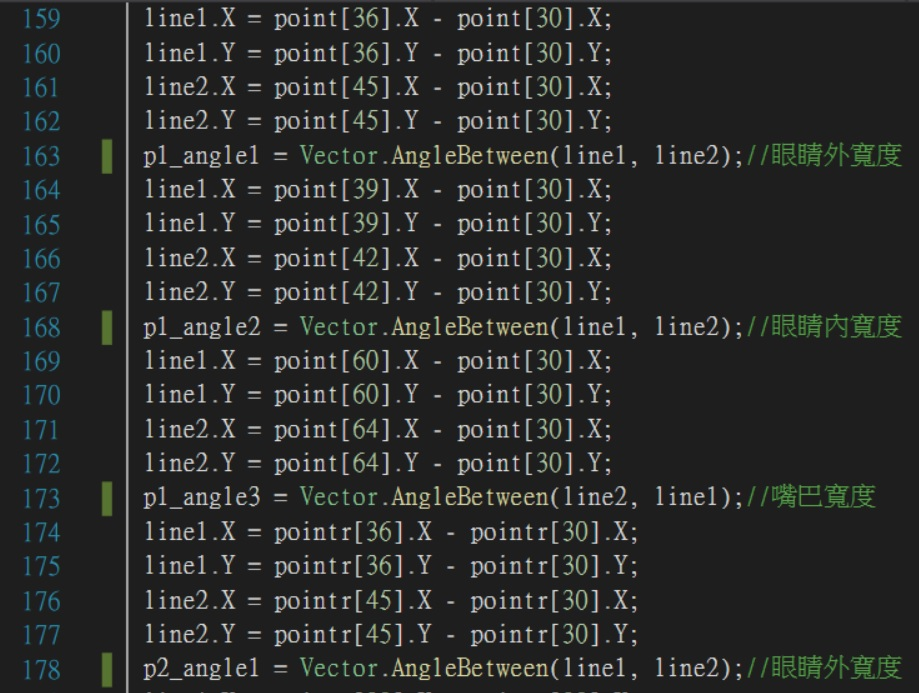 159 line1.X = point[36].X - point[30].X;
160 line1.Y = point[36].Y - point[30].Y;
161 line2.X = point[45].X - point[30].X;
162 line2.Y = point[45].Y - point[30].Y;
163 p1_angle1 = Vector.AngleBetween(line1, line2);//眼睛外寬度
164 line1.X = point[39].X - point[30].X;
165 line1.Y = point[39].Y - point[30].Y;
166 line2.X = point[42].X - point[30].X;
167 line2.Y = point[42].Y - point[30].Y;
168 p1_angle2 = Vector.AngleBetween(line1, line2);//眼睛內寬度
169 line1.X = point[60].X - point[30].X;
170 line1.Y = point[60].Y - point[30].Y;
171 line2.X = point[64].X - point[30].X;
172 line2.Y = point[64].Y - point[30].Y;
173 p1_angle3 = Vector.AngleBetween(line2, line1);//嘴巴寬度
174 line1.X = pointr[36].X - pointr[30].X;
175 line1.Y = pointr[36].Y - pointr[30].Y;
176 line2.X = pointr[45].X - pointr[30].X;
177 line2.Y = pointr[45].Y - pointr[30].Y;
178 p2_angle1 = Vector.AngleBetween(line1, line2);//眼睛外寬度